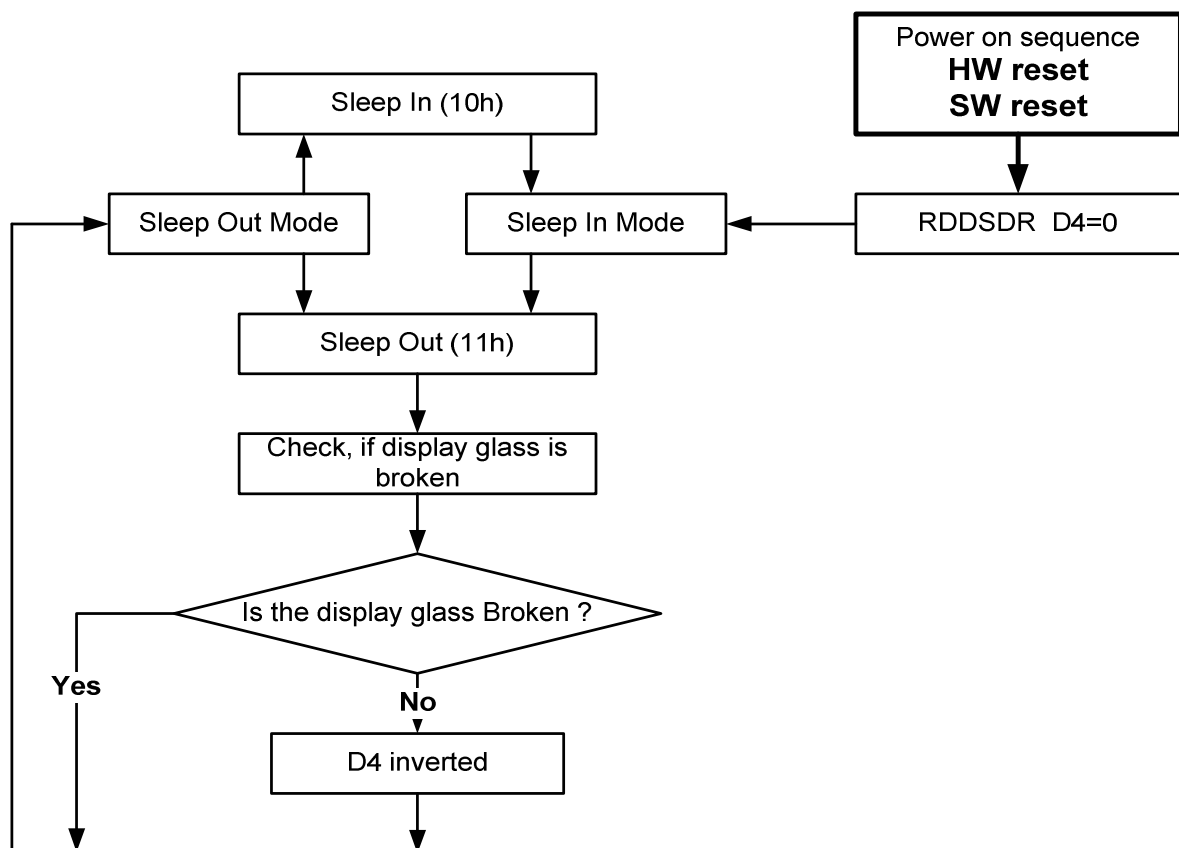 Power on sequence
HW reset
SW reset
Sleep In (10h)
Sleep Out Mode
Sleep In Mode
RDDSDR D4=0
Sleep Out (11h)
Check, if display glass is
broken
Is the display glass Broken ?
Yes
No
D4 inverted